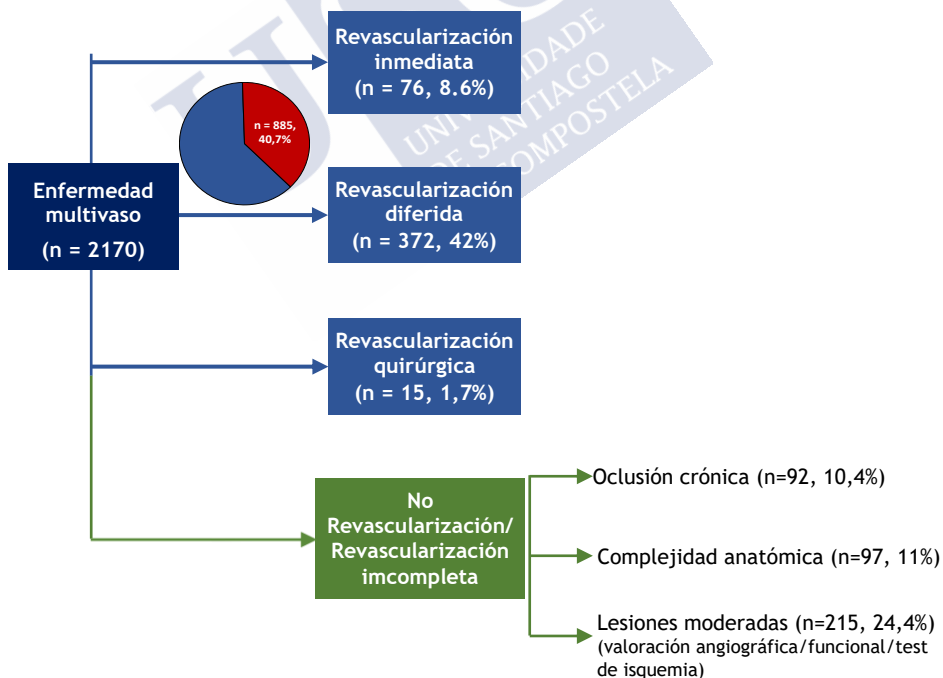 Revascularización
inmediata
(n = 76, 8.6%)
UNIVERSIDADE
DE SANTIAGO
COMPOSTELA
n = 885,
40,7%
Enfermedad
multivaso
(n = 2170)
Revascularización
diferida
(n = 372, 42%)
Revascularización
quirúrgica
(n = 15, 1,7%)
No
Revascularización/
Revascularización
imcompleta
Oclusión crónica (n=92, 10,4%)
Complejidad anatómica (n=97, 11%)
Lesiones moderadas (n=215, 24,4%)
(valoración angiográfica/funcional/test
de isquemia)